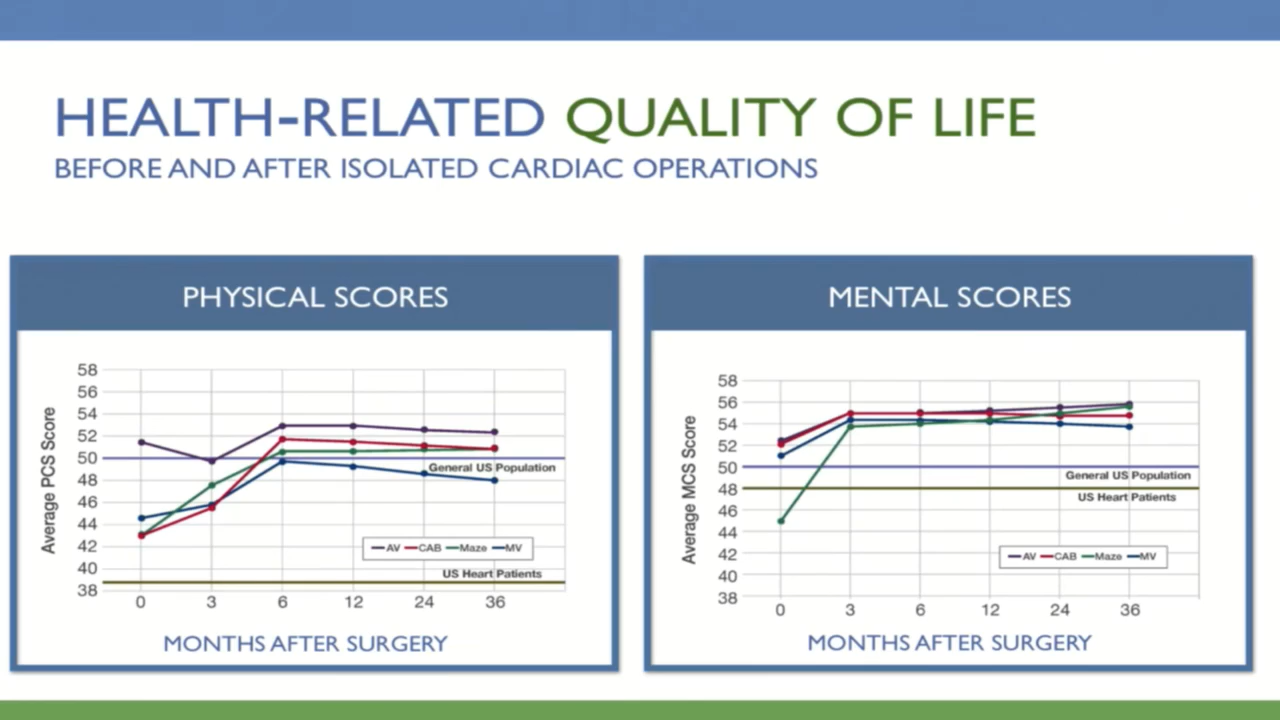 HEALTH-RELATED QUALITY OF LIFE
BEFORE AND AFTER ISOLATED CARDIAC OPERATIONS
PHYSICAL SCORES
Average PCS Score
58
56
54
52
50
48
46
44
42
40
38
General US Population
AV CAB Maze MV
US Heart Patients
0 3 6 12 24 36
MONTHS AFTER SURGERY
MENTAL SCORES
Average MCS Score
58
56
54
52
50
48
46
44
42
40
38
General US Population
US Heart Patients
AV CAB Maze MV
0 3 6 12 24 36
MONTHS AFTER SURGERY